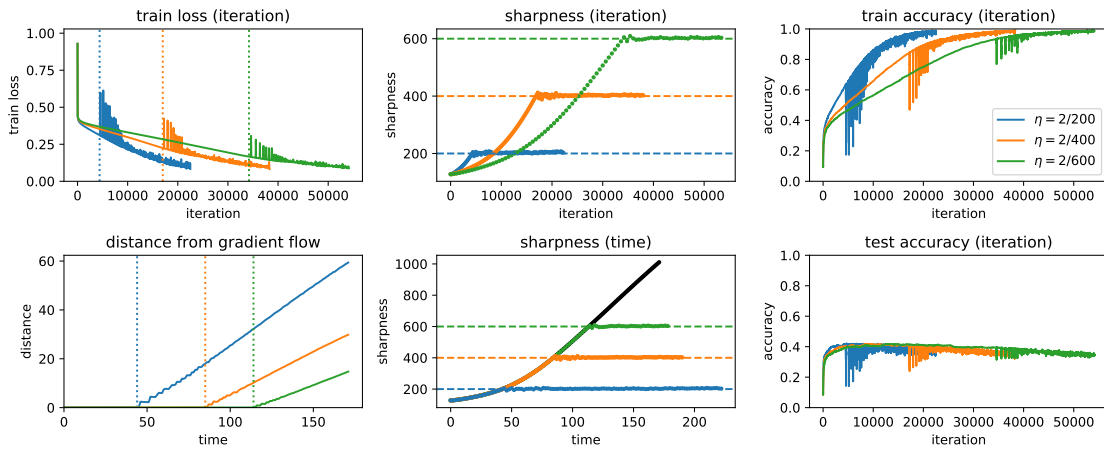 train loss (iteration)
train loss
1.00
0.75
0.50
0.25
0.00
0 10000 20000 30000 40000 50000
iteration
sharpness (iteration)
sharpness
600
400
200
0 10000 20000 30000 40000 50000
iteration
train accuracy (iteration)
accuracy
1.0
0.8
0.6
0.4
0.2
0.0
η = 2/200
η = 2/400
η = 2/600
0 10000 20000 30000 40000 50000
iteration
distance from gradient flow
distance
60
40
20
0
0 50 100 150
time
sharpness (time)
sharpness
1000
800
600
400
200
0 50 100 150 200
time
test accuracy (iteration)
accuracy
1.0
0.8
0.6
0.4
0.2
0.0
0 10000 20000 30000 40000 50000
iteration